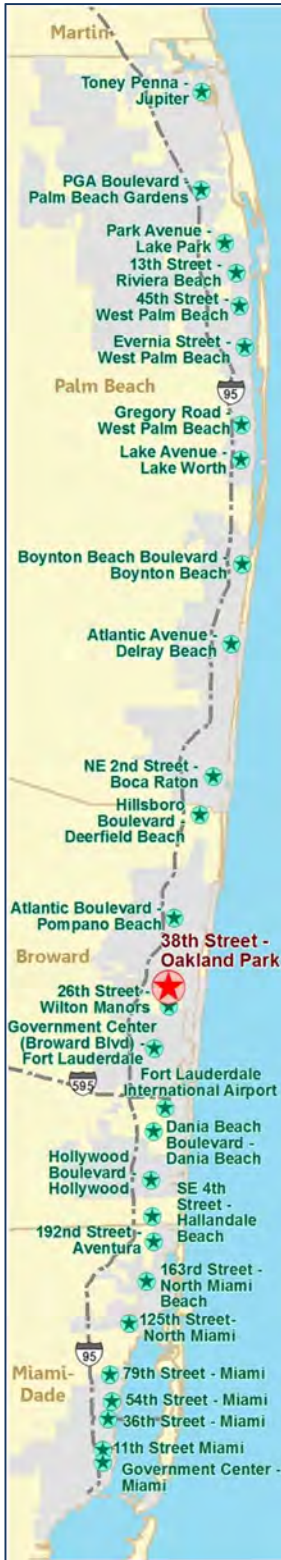 Martin
Toney Penna -
Jupiter
PGA Boulevard -
Palm Beach Gardens
Park Avenue -
Lake Park
13th Street -
Riviera Beach
45th Street -
West Palm Beach
Evernia Street -
West Palm Beach
Palm Beach
95
Gregory Road -
West Palm Beach
Lake Avenue -
Lake Worth
Boynton Beach Boulevard -
Boynton Beach
Atlantic Avenue -
Delray Beach
NE 2nd Street -
Boca Raton
Hillsboro
Boulevard -
Deerfield Beach
Atlantic Boulevard -
Pompano Beach
38th Street -
Oakland Park
Broward
26th Street -
Wilton Manors
Government Center
(Broward Blvd) -
Fort Lauderdale
595
Fort Lauderdale
International Airport
Dania Beach
Boulevard -
Dania Beach
Hollywood
Boulevard -
Hollywood
SE 4th
Street -
Hallandale
Beach
192nd Street -
Aventura
163rd Street -
North Miami
Beach
125th Street-
North Miami
95
Miami-
Dade
79th Street - Miami
54th Street - Miami
36th Street - Miami
11th Street Miami
Government Center -
Miami